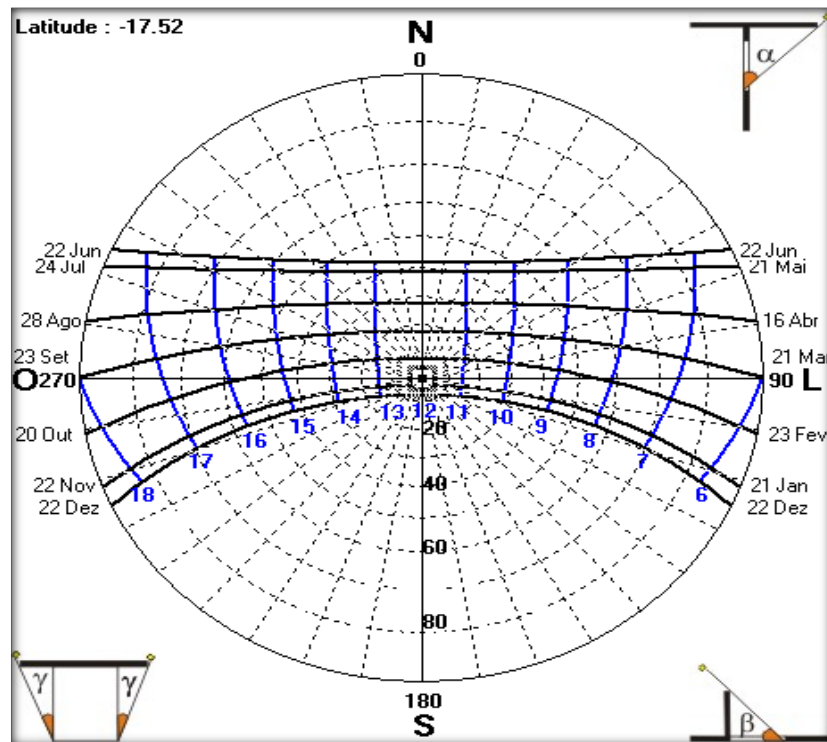 Latitude : -17.52
N
0
α
22 Jun
24 Jul
28 Ago
23 Set
O 270
20 Out
22 Nov
22 Dez
22 Jun
21 Mai
16 Abr
21 Mar
90 L
23 Fev
21 Jan
22 Dez
18 17 16 15 14 13 12 11 10 9 8 7 6
20
40
60
80
180
S
γ γ
β